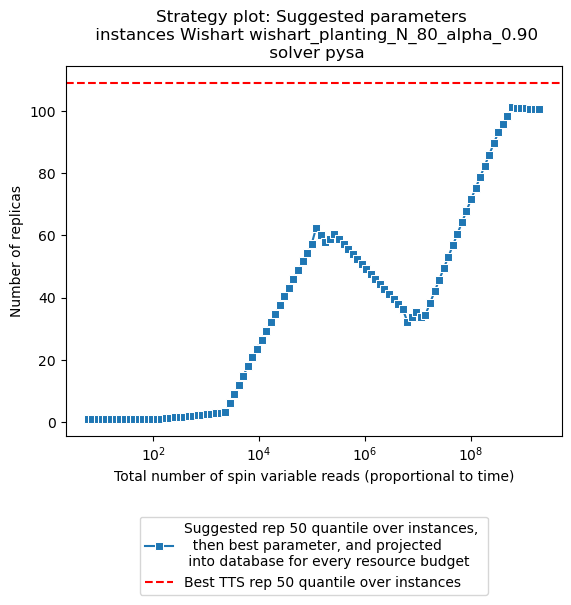 Strategy plot: Suggested parameters
instances Wishart wishart_planting_N_80_alpha_0.90
solver pysa
Number of replicas
100
80
60
40
20
0
10^2
10^4
10^6
10^8
Total number of spin variable reads (proportional to time)
Suggested rep 50 quantile over instances,
then best parameter, and projected
into database for every resource budget
Best TTS rep 50 quantile over instances